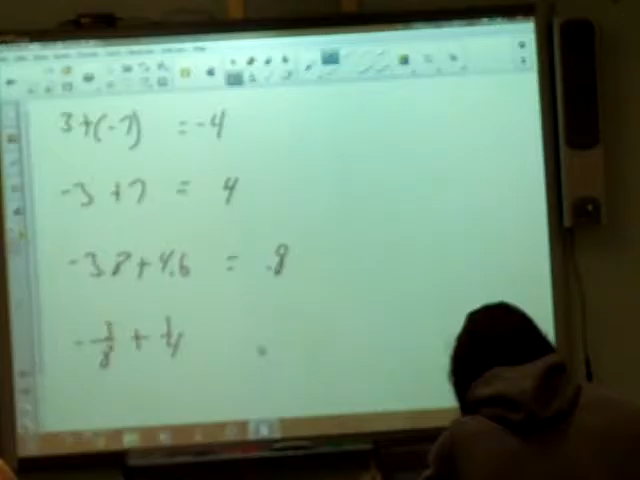 3+(-7) = -4
-3 + 7 = 4
-3.8 + 4.6 = .8
-3/8 + 1/4